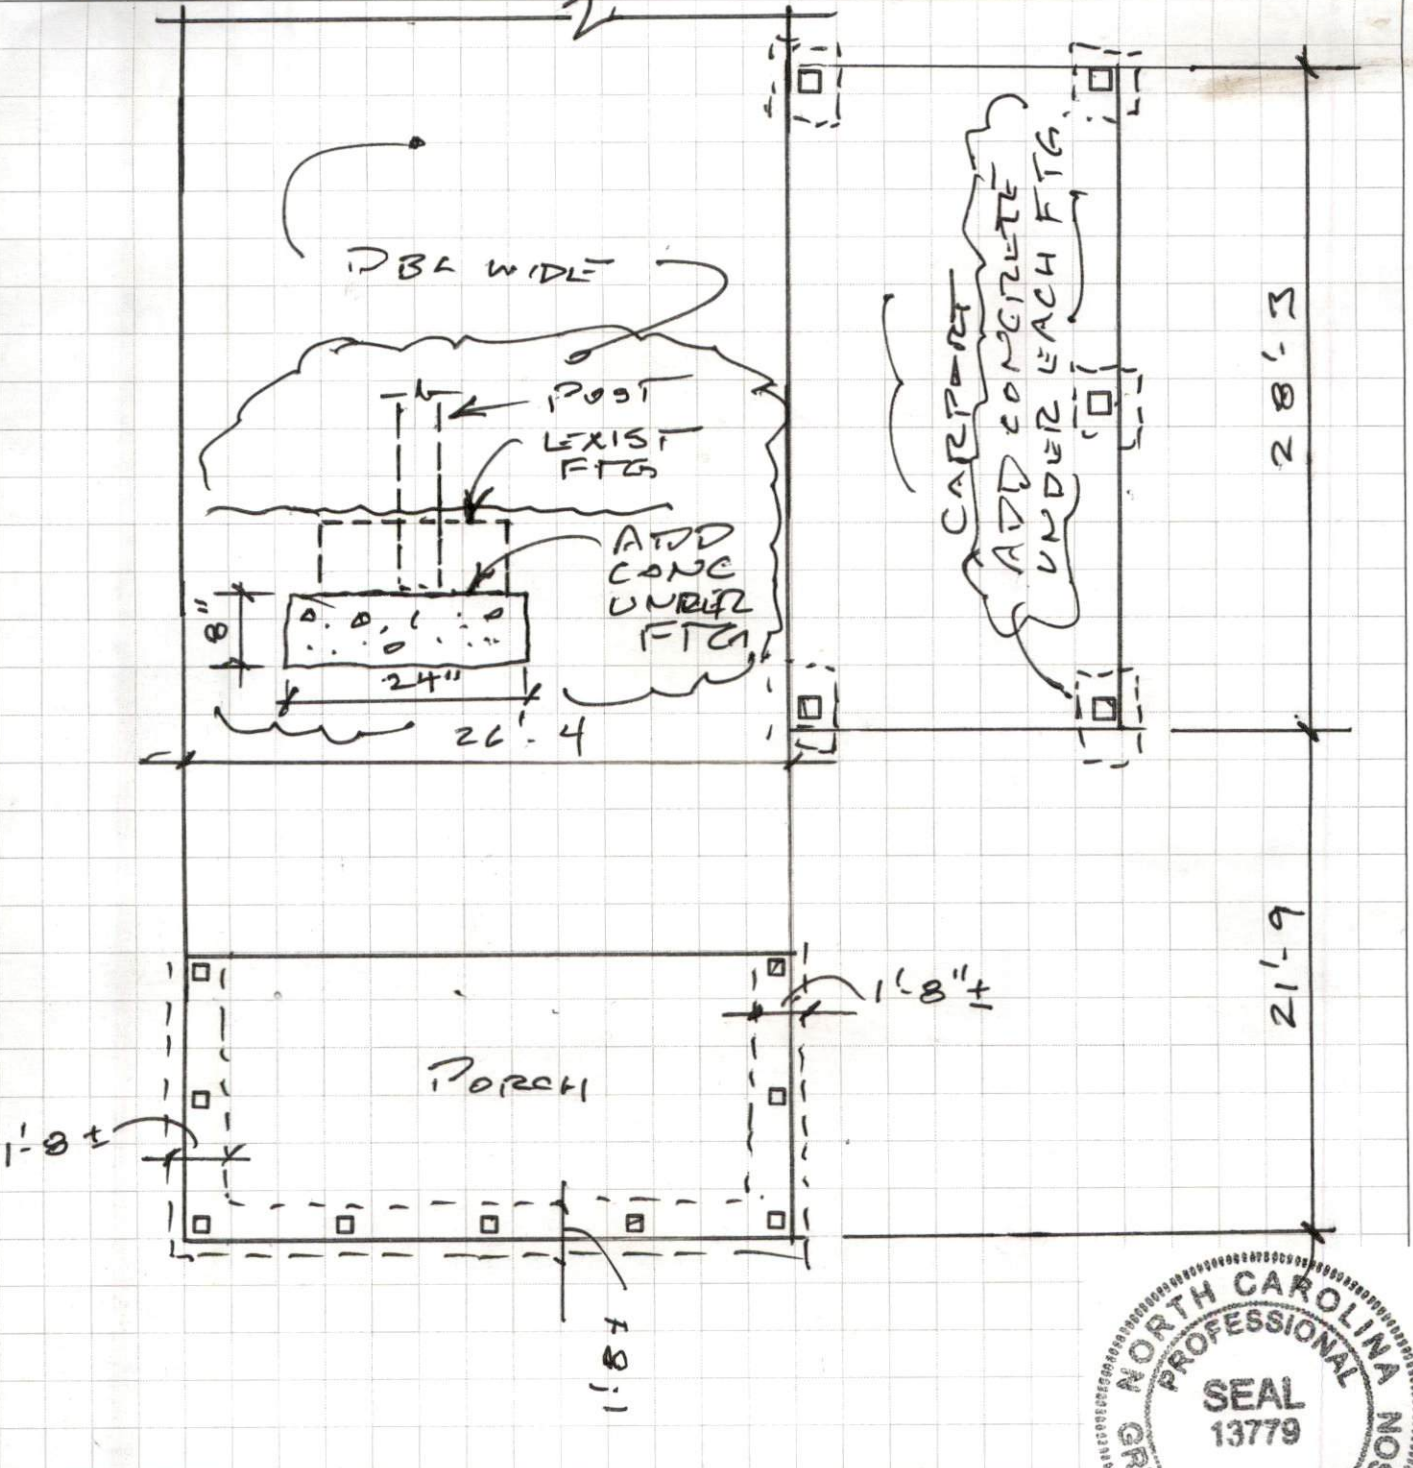 DBL WIDE
POST
EXIST
FTG
ADD
CONC
UNDER
FTG
8"
24"
26'-4
CARPORT
ADD CONCRETE
UNDER EACH FTG
28'-3
21'-9
1'-8"±
PORCH
1'-8 ±
1'-8±
NORTH CAROLINA
PROFESSIONAL
SEAL
13779